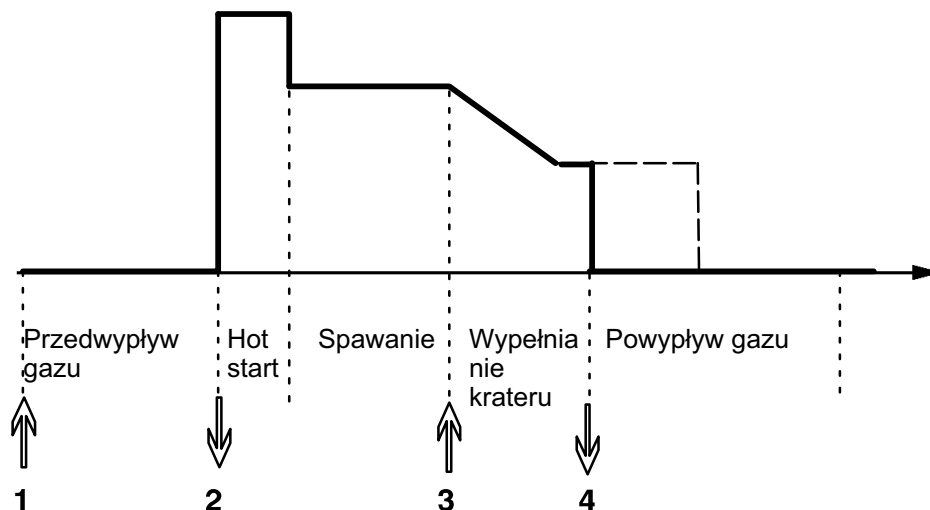 Przedwypływ
gazu
Hot
start
Spawanie
Wypełnia
nie
krateru
Powypływ gazu
1
2
3
4